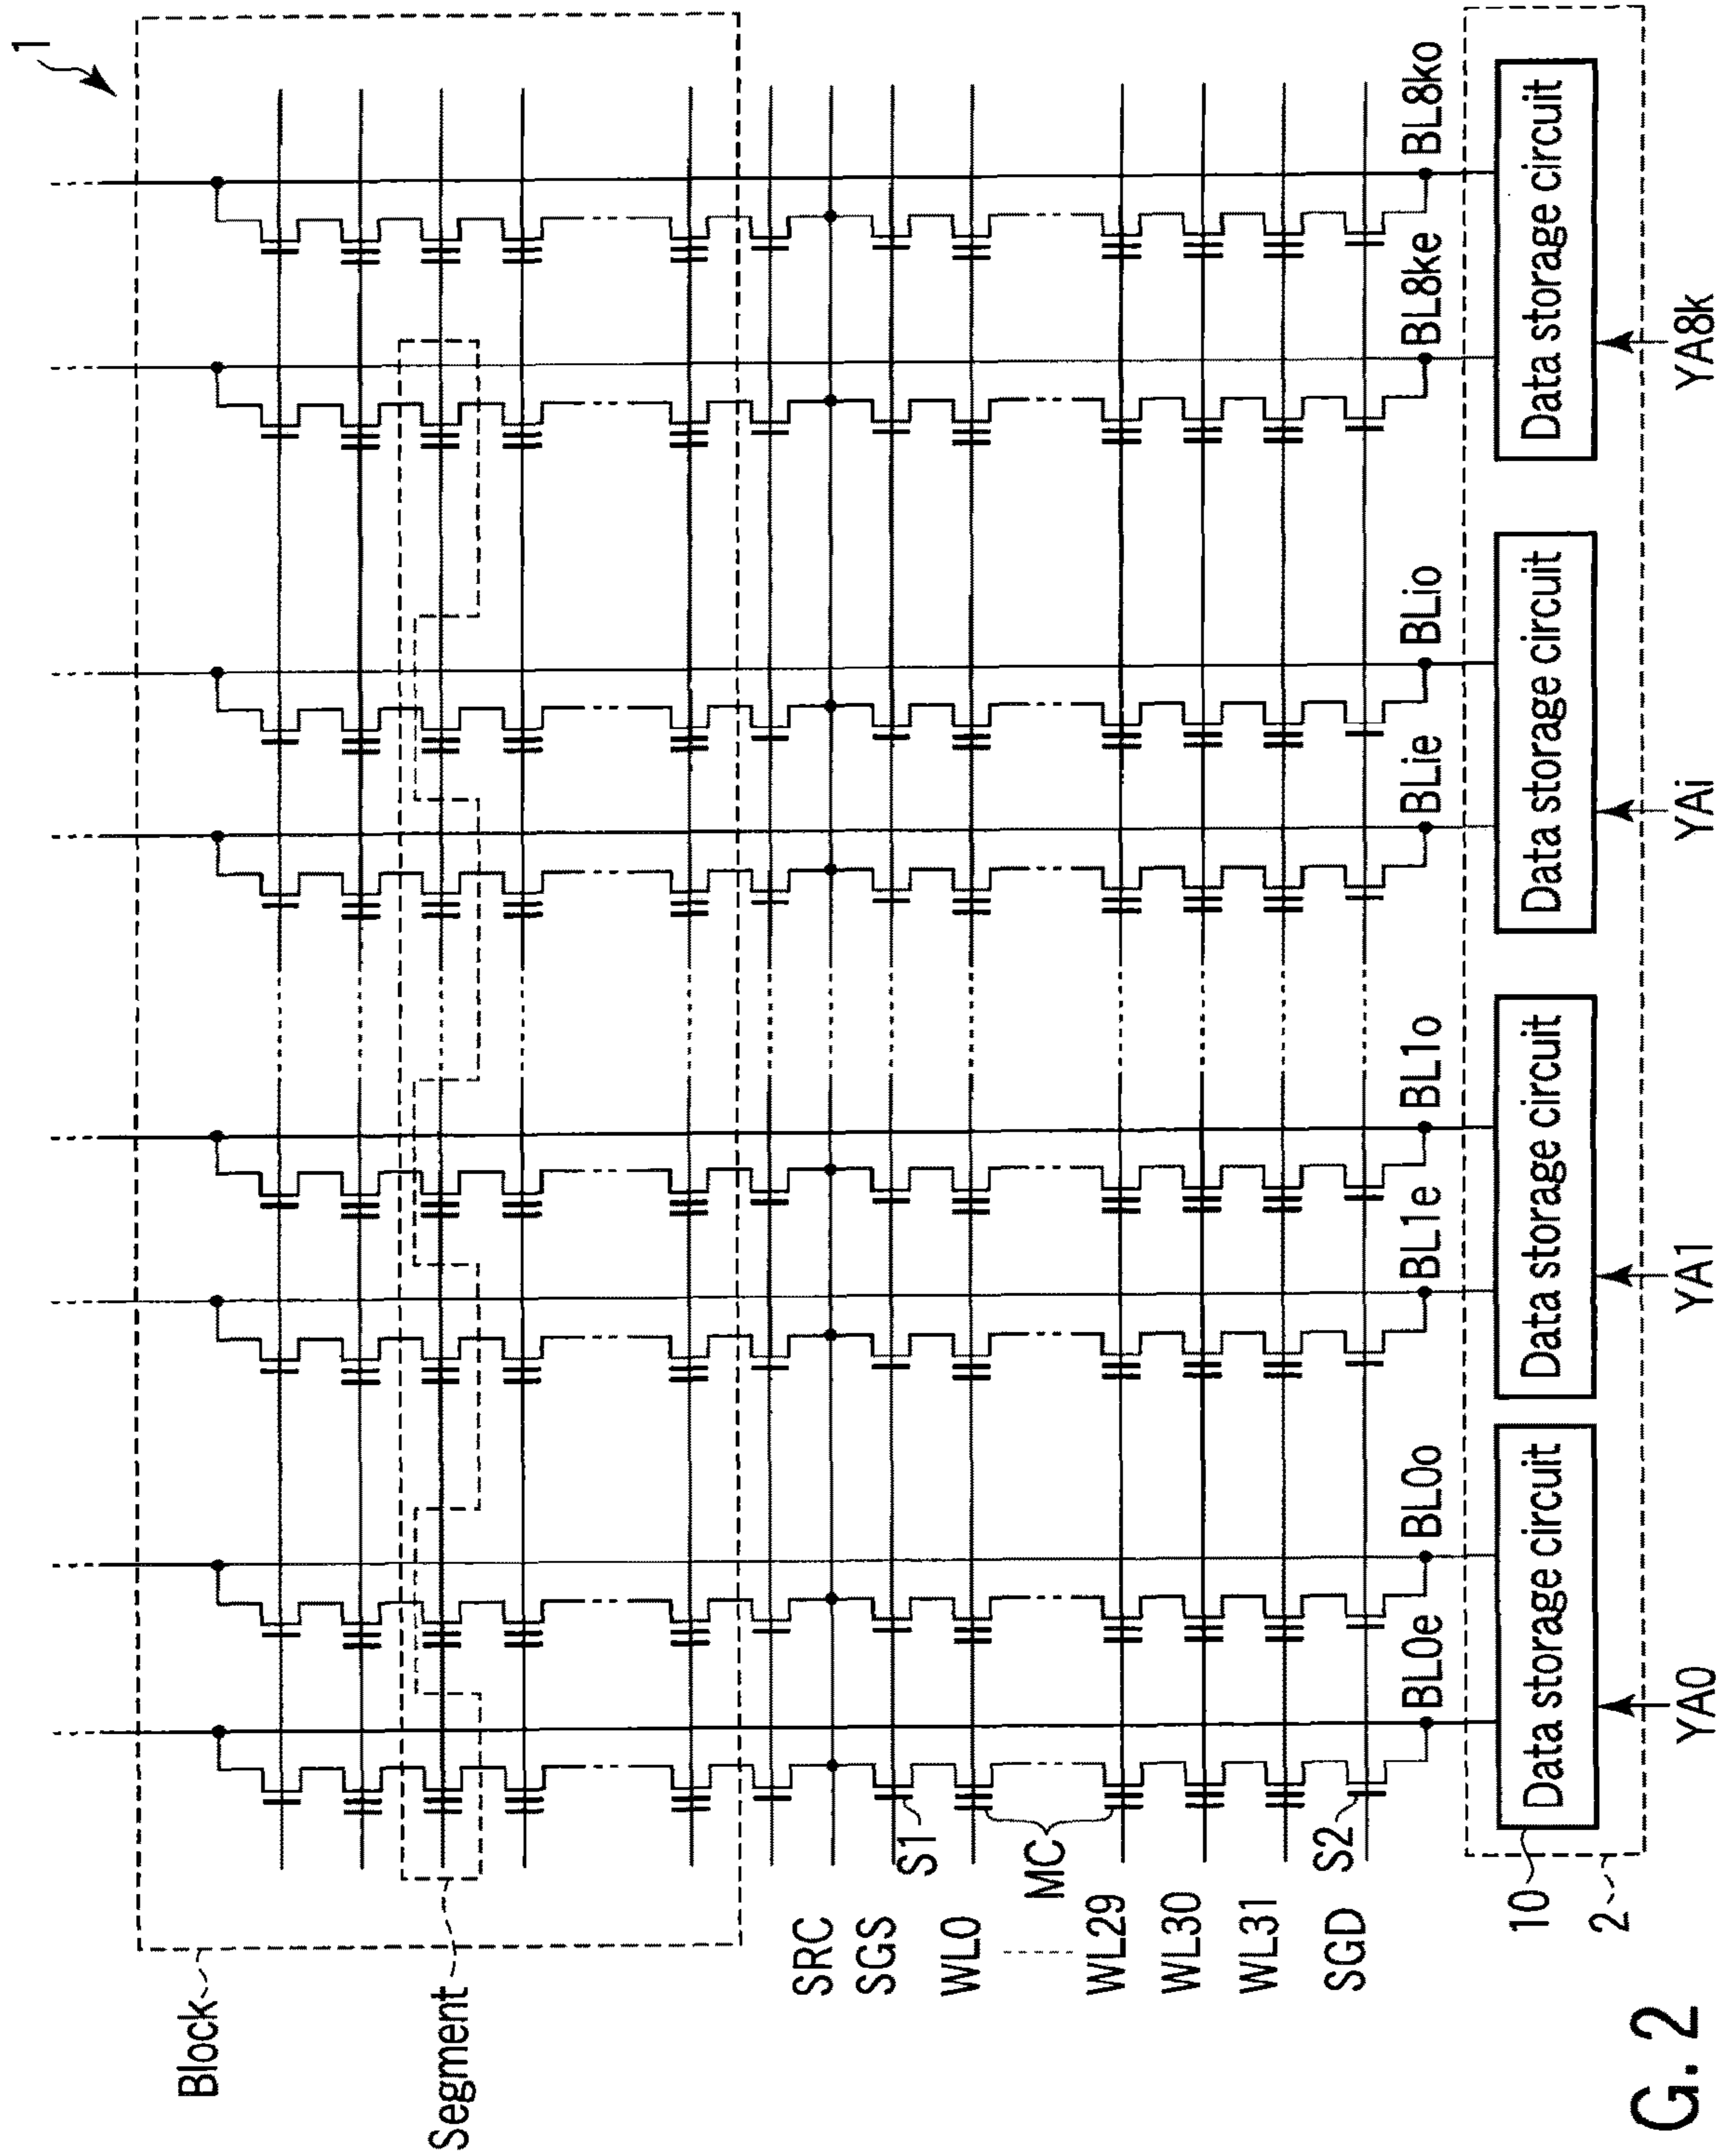 1
Block
Segment
SRC
SGS
S1
WL0
MC
WL29
WL30
WL31
SGD
S2
BL0e
BL0o
BL1e
BL1o
BLie
BLio
BL8ke
BL8ko
10
2
Data storage circuit
Data storage circuit
Data storage circuit
Data storage circuit
YA0
YA1
YAi
YA8k
G. 2